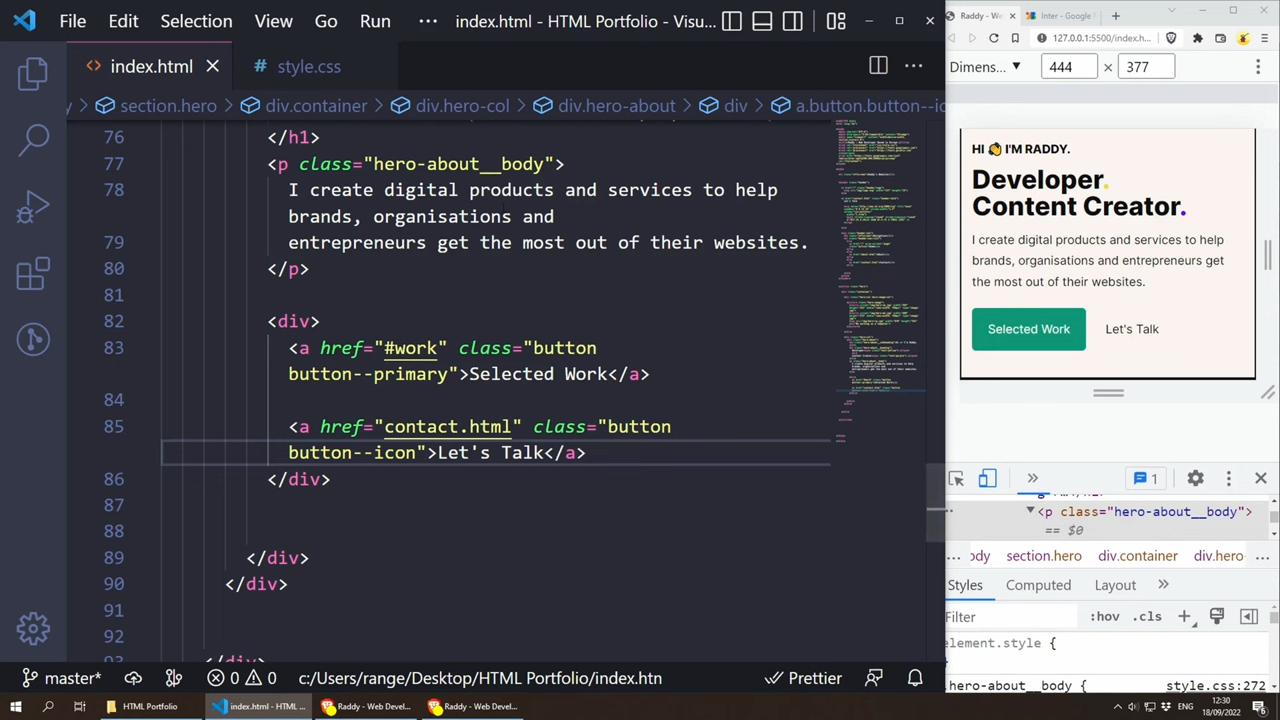 File Edit Selection View Go Run ··· index.html - HTML Portfolio - Visu...
index.html style.css
section.hero div.container div.hero-col div.hero-about div a.button.button--ic
76 </h1>
77 <p class="hero-about__body">
78 I create digital products and services to help
brands, organisations and
79 entrepreneurs get the most out of their websites.
80 </p>
81
82 <div>
83 <a href="#work" class="button
button--primary">Selected Work</a>
84
85 <a href="contact.html" class="button
button--icon">Let's Talk</a>
86 </div>
87
88
89 </div>
90 </div>
91
92
93 </div>
master* 0 0 c:/Users/range/Desktop/HTML Portfolio/index.htm Prettier
Raddy - We Inter - Google F
127.0.0.1:5500/index.h...
Dimens... 444 × 377
HI 👋 I'M RADDY.
Developer.
Content Creator.
I create digital products and services to help
brands, organisations and entrepreneurs get
the most out of their websites.
Selected Work Let's Talk
1
<p class="hero-about__body">
== $0
... ody section.hero div.container div.hero- ...
Styles Computed Layout
Filter :hov .cls
element.style {
}
.hero-about__body { style.css:272
HTML Portfolio index.html - HTML ... Raddy - Web Devel... Raddy - Web Devel... ENG 12:30
18/09/2022 6